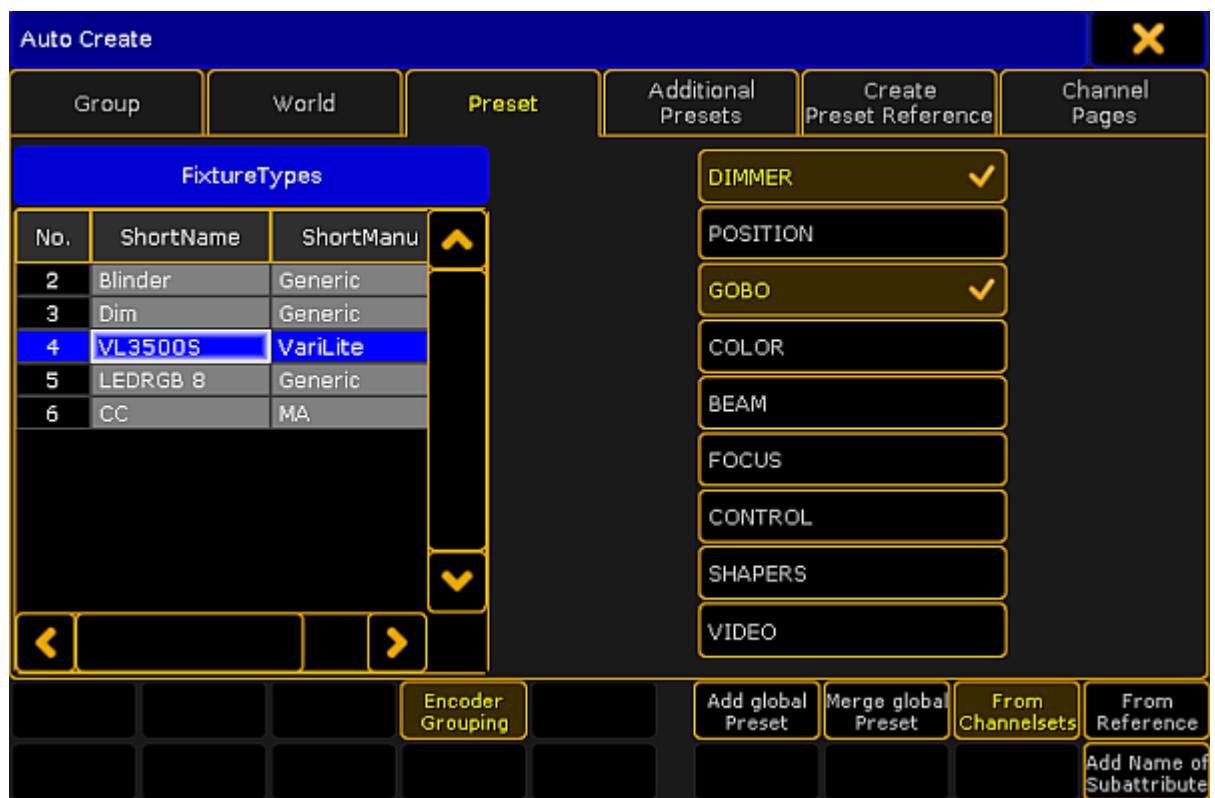 Auto Create
Group
World
Preset
Additional
Presets
Create
Preset Reference
Channel
Pages
FixtureTypes
No. ShortName ShortManu
2 Blinder Generic
3 Dim Generic
4 VL3500S VariLite
5 LEDRGB 8 Generic
6 CC MA
DIMMER
POSITION
GOBO
COLOR
BEAM
FOCUS
CONTROL
SHAPERS
VIDEO
Encoder
Grouping
Add global
Preset
Merge global
Preset
From
Channelsets
From
Reference
Add Name of
Subattribute